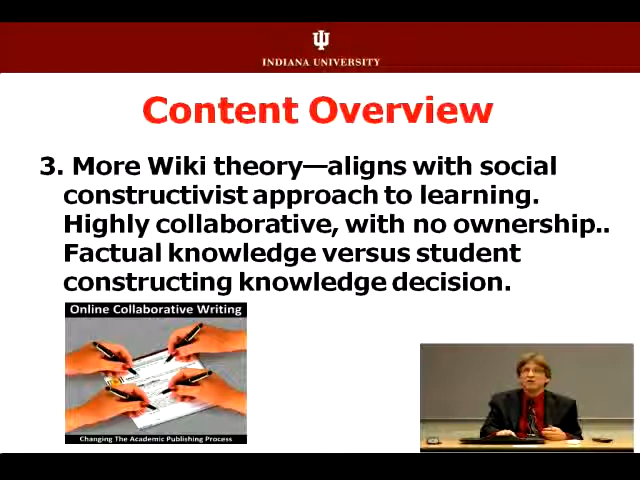 INDIANA UNIVERSITY
Content Overview
3. More Wiki theory—aligns with social
constructivist approach to learning.
Highly collaborative, with no ownership..
Factual knowledge versus student
constructing knowledge decision.
Online Collaborative Writing
Changing The Academic Publishing Process